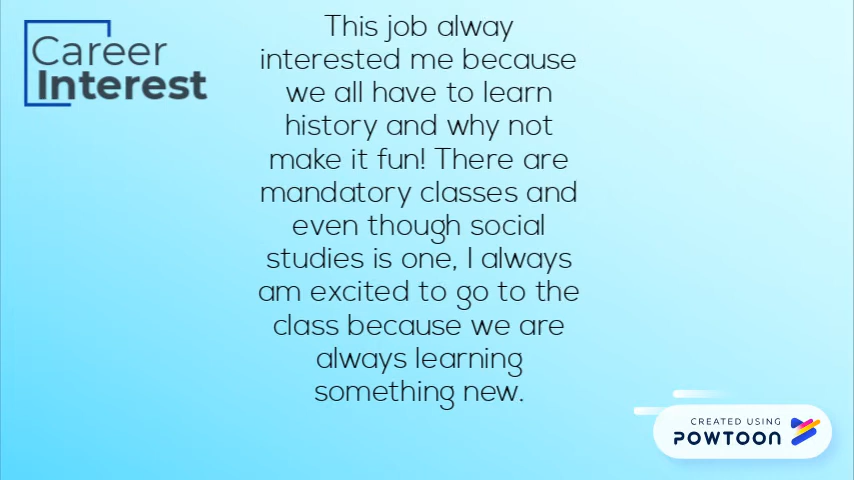 Career
Interest
This job alway
interested me because
we all have to learn
history and why not
make it fun! There are
mandatory classes and
even though social
studies is one, I always
am excited to go to the
class because we are
always learning
something new.
CREATED USING
POWTOON